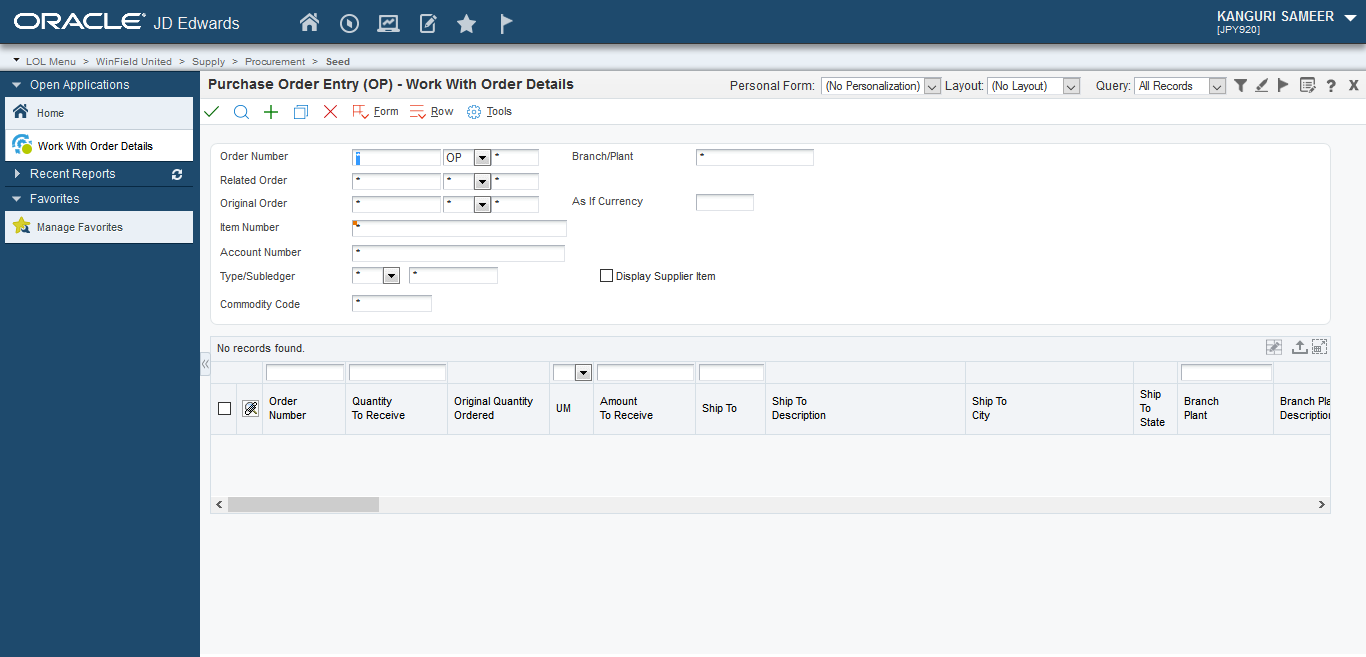 ORACLE JD Edwards
KANGURI SAMEER
[JPY920]
LOL Menu > WinField United > Supply > Procurement > Seed
Open Applications
Home
Work With Order Details
Recent Reports
Favorites
Manage Favorites
Purchase Order Entry (OP) - Work With Order Details
Personal Form: (No Personalization) Layout: (No Layout) Query: All Records
Form Row Tools
Order Number * OP * Branch/Plant *
Related Order * * *
Original Order * * * As If Currency
Item Number *
Account Number *
Type/Subledger * * Display Supplier Item
Commodity Code *
No records found.
Order Number
Quantity To Receive
Original Quantity Ordered
UM
Amount To Receive
Ship To
Ship To Description
Ship To City
Ship To State
Branch Plant
Branch Pla
Description